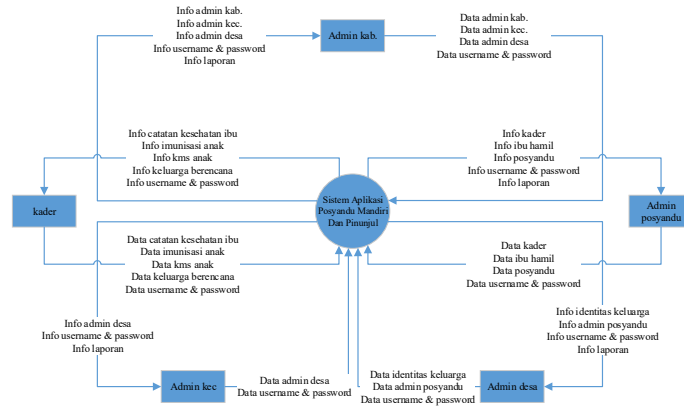 Info admin kab.
Info admin kec.
Info admin desa
Info username & password
Info laporan
Admin kab.
Data admin kab.
Data admin kec.
Data admin desa
Data username & password
Info catatan kesehatan ibu
Info imunisasi anak
Info kms anak
Info keluarga berencana
Info username & password
Info kader
Info ibu hamil
Info posyandu
Info username & password
Info laporan
kader
Sistem Aplikasi
Posyandu Mandiri
Dan Pinunjul
Admin
posyandu
Data catatan kesehatan ibu
Data imunisasi anak
Data kms anak
Data keluarga berencana
Data username & password
Data kader
Data ibu hamil
Data posyandu
Data username & password
Info admin desa
Info username & password
Info laporan
Info identitas keluarga
Info admin posyandu
Info username & password
Info laporan
Admin kec
Data admin desa
Data username & password
Data identitas keluarga
Data admin posyandu
Data username & password
Admin desa